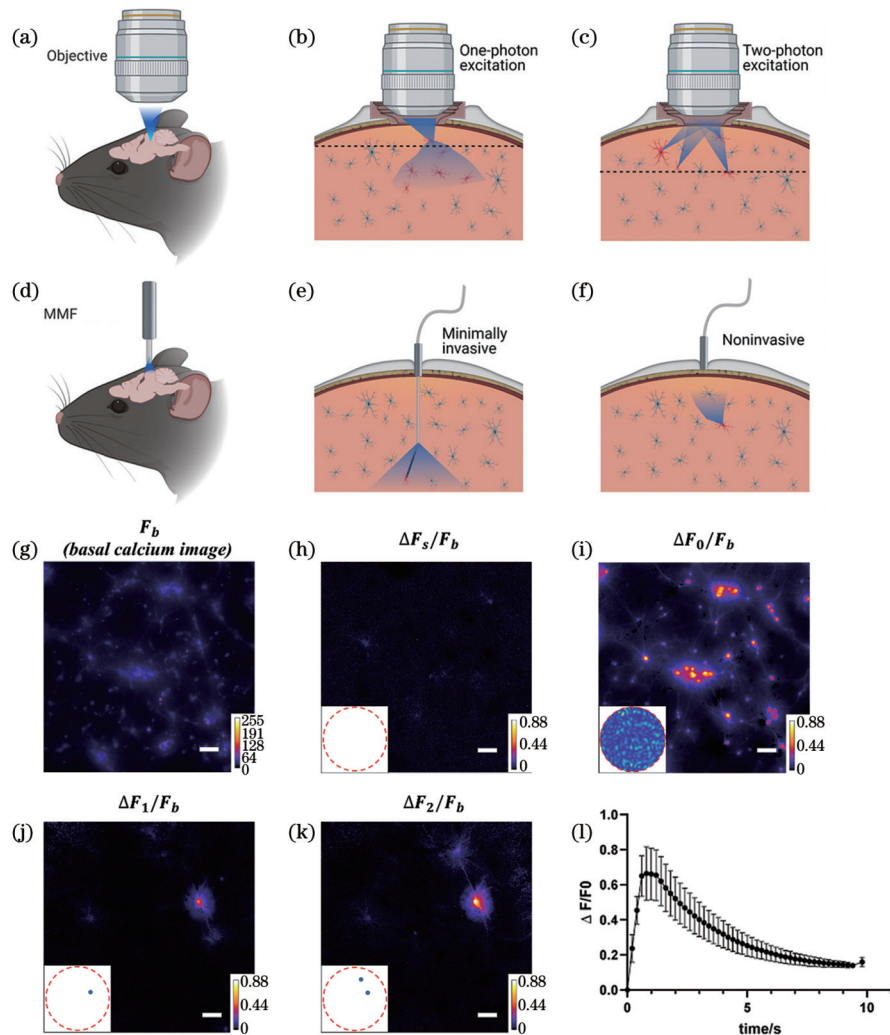 (a)
Objective
(b)
One-photon
excitation
(c)
Two-photon
excitation
(d)
MMF
(e)
Minimally
invasive
(f)
Noninvasive
(g)
F_b
(basal calcium image)
255
191
128
64
0
(h)
ΔF_s/F_b
0.88
0.44
0
(i)
ΔF_0/F_b
0.88
0.44
0
(j)
ΔF_1/F_b
0.88
0.44
0
(k)
ΔF_2/F_b
0.88
0.44
0
(l)
1.0
0.8
0.6
0.4
0.2
0.0
Δ F/F0
0
5
10
time/s